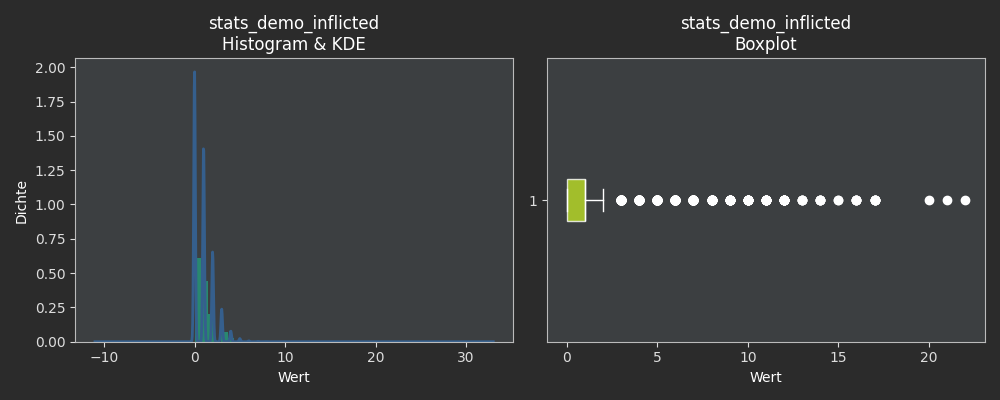 stats_demo_inflicted
Histogram & KDE
2.00
1.75
1.50
1.25
1.00
0.75
0.50
0.25
0.00
Dichte
−10
0
10
20
30
Wert
stats_demo_inflicted
Boxplot
1
0
5
10
15
20
Wert